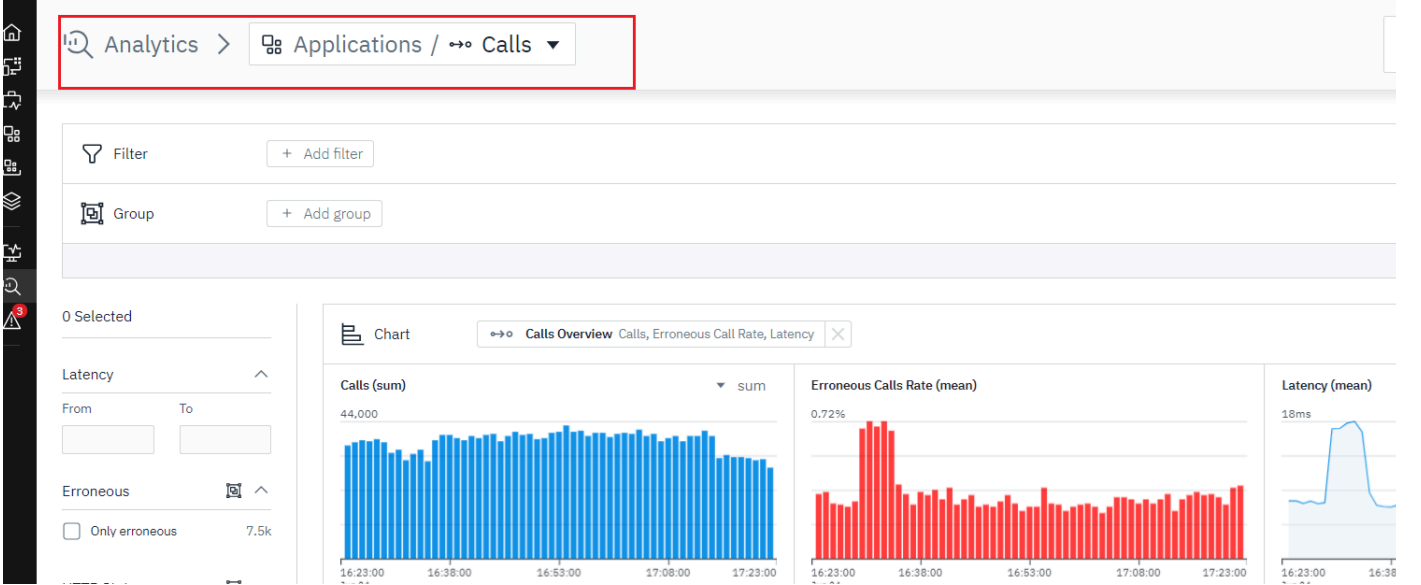 Analytics > Applications / Calls
Filter + Add filter
Group + Add group
3
0 Selected
Chart Calls Overview Calls, Erroneous Call Rate, Latency
Latency
From To
Erroneous
Only erroneous 7.5k
Calls (sum) sum
44,000
16:23:00 16:38:00 16:53:00 17:08:00 17:23:00
Erroneous Calls Rate (mean)
0.72%
16:23:00 16:38:00 16:53:00 17:08:00 17:23:00
Latency (mean)
18ms
16:23:00 16:38